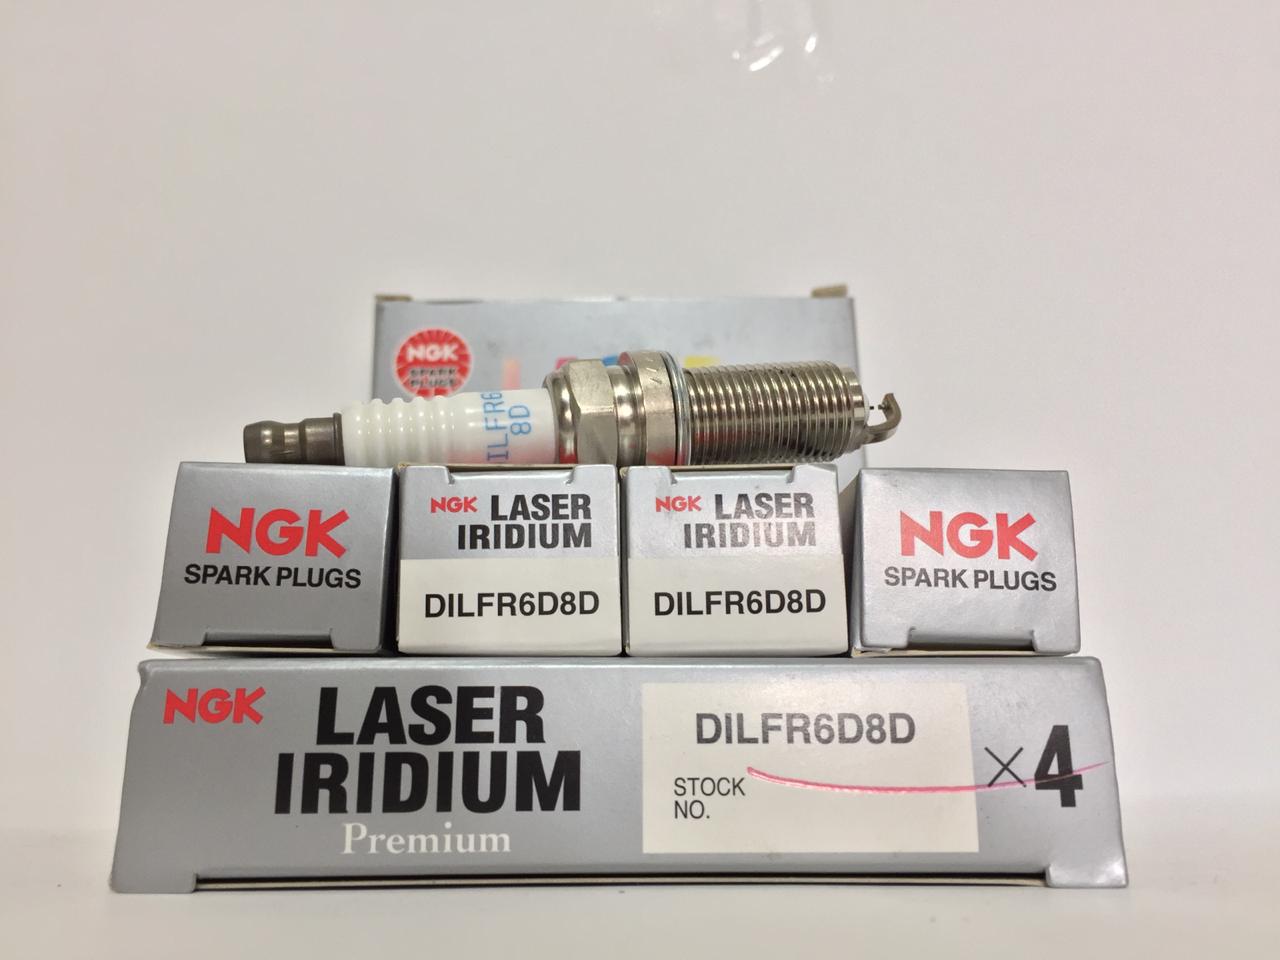 NGK
SPARK
PLUGS
ILFR6
8D
NGK
SPARK PLUGS
NGK LASER
IRIDIUM
DILFR6D8D
NGK LASER
IRIDIUM
DILFR6D8D
NGK
SPARK PLUGS
NGK
LASER
IRIDIUM
Premium
DILFR6D8D
STOCK
NO.
×4